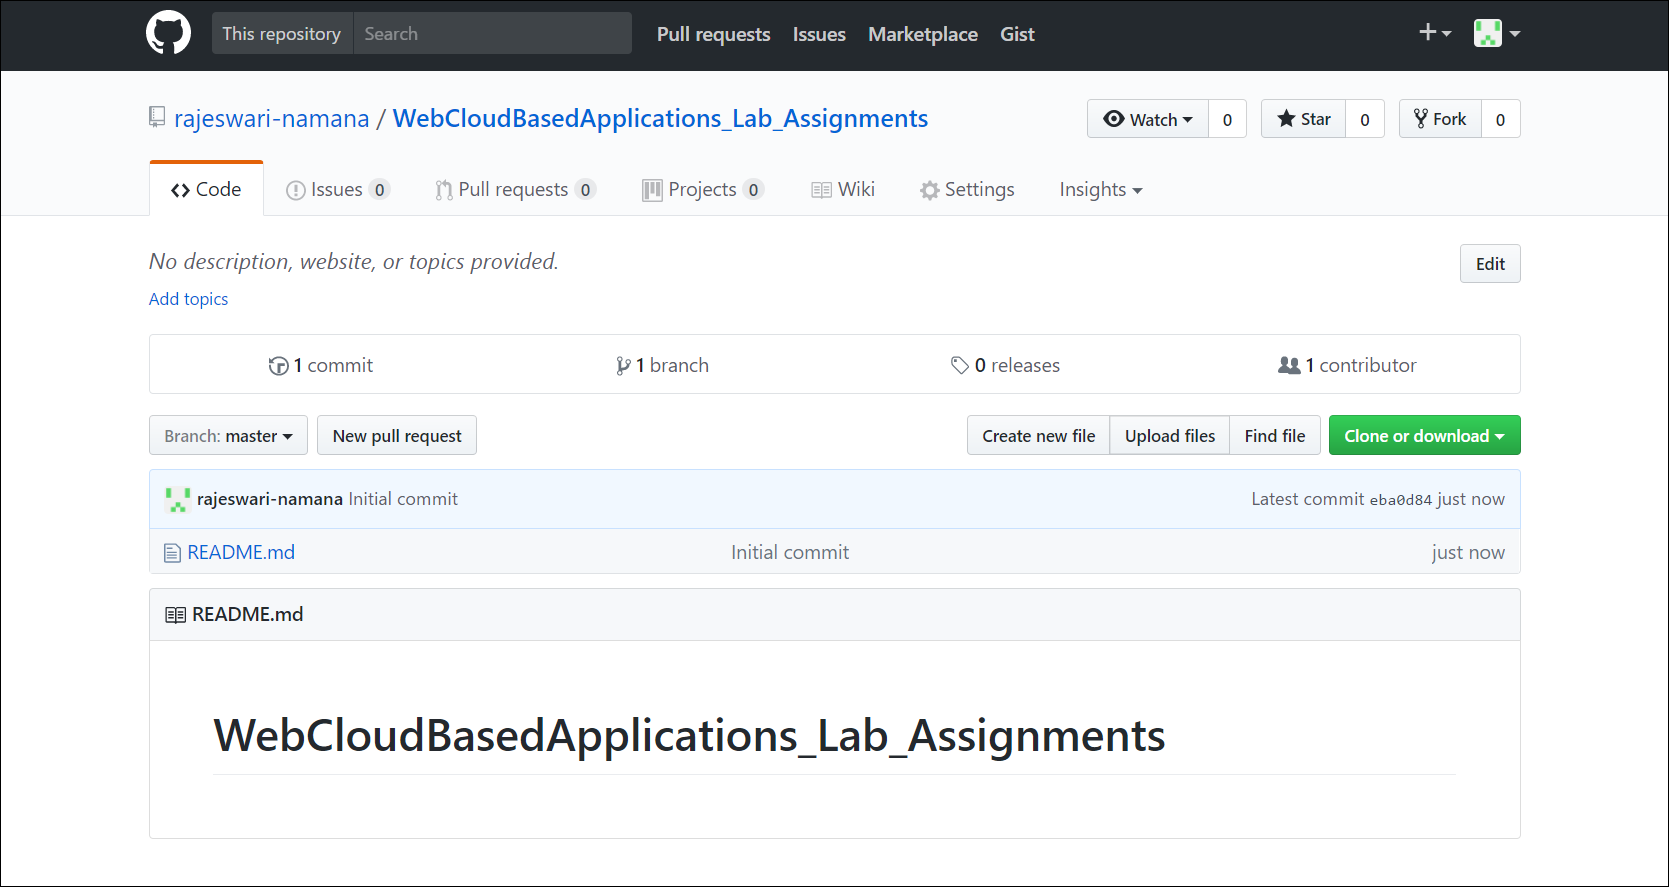 This repository Search Pull requests Issues Marketplace Gist
rajeswari-namana / WebCloudBasedApplications_Lab_Assignments Watch 0 Star 0 Fork 0
Code Issues 0 Pull requests 0 Projects 0 Wiki Settings Insights
No description, website, or topics provided. Edit
Add topics
1 commit 1 branch 0 releases 1 contributor
Branch: master New pull request Create new file Upload files Find file Clone or download
rajeswari-namana Initial commit Latest commit eba0d84 just now
README.md Initial commit just now
README.md
WebCloudBasedApplications_Lab_Assignments